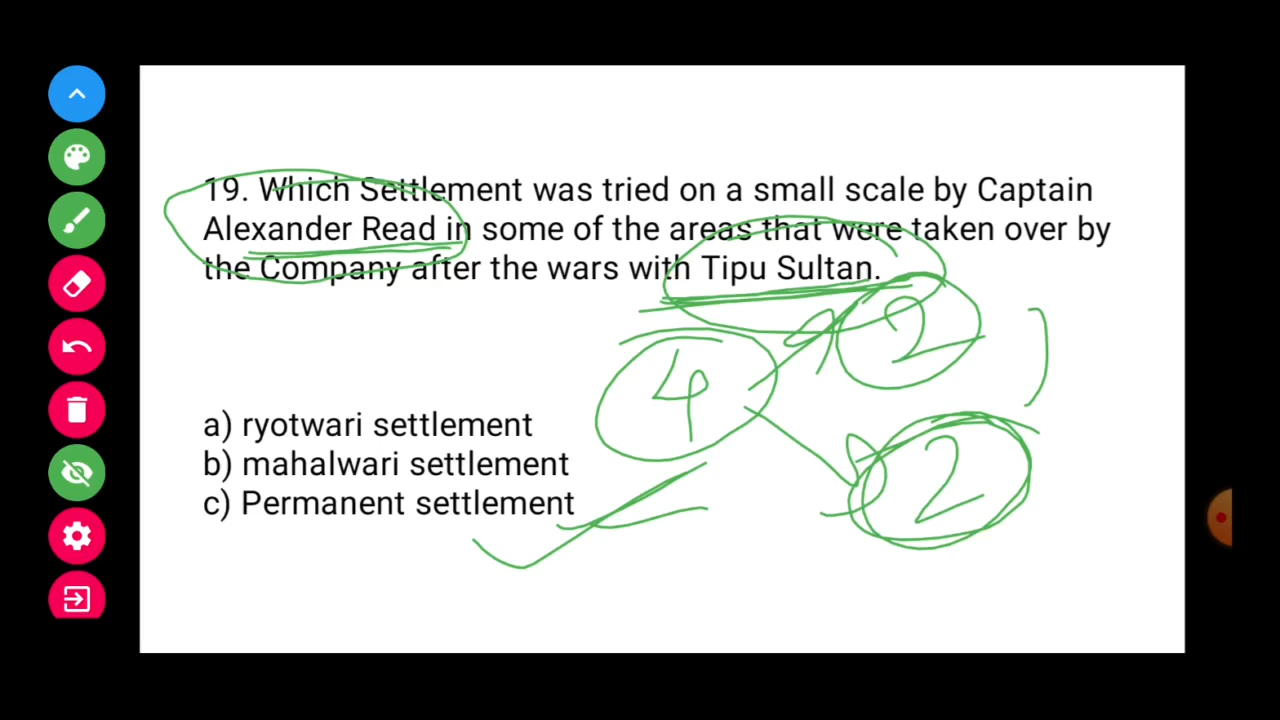 19. Which Settlement was tried on a small scale by Captain
Alexander Read in some of the areas that were taken over by
the Company after the wars with Tipu Sultan.
2
4
a) ryotwari settlement
b) mahalwari settlement
2
c) Permanent settlement